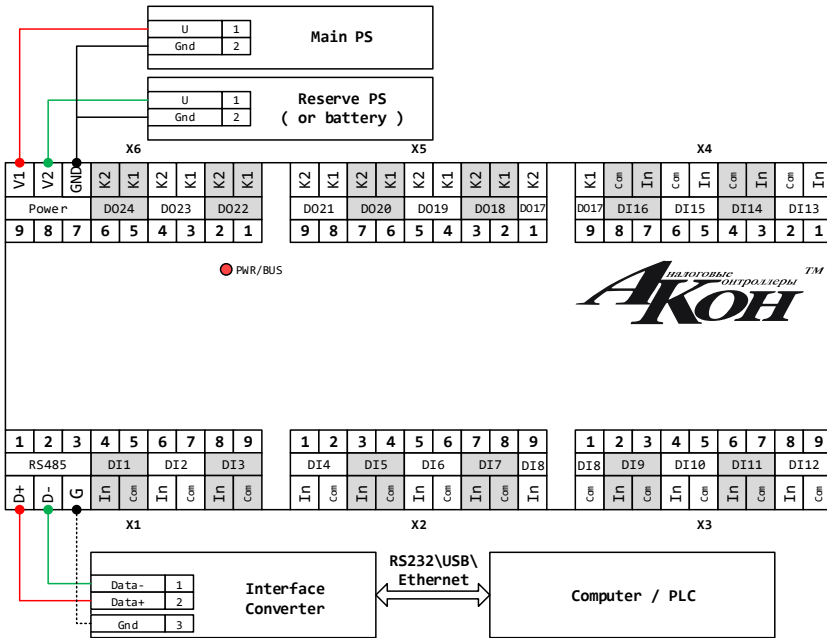 U 1
Gnd 2
Main PS
U 1
Gnd 2
Reserve PS
( or battery )
X6 X5 X4
V1 V2 GND K2 K1 K2 K1 K2 K1 K1 K2 K1 K2 K1 K2 K1 K2 K1 Com In Com In Com In Com In
Power DO24 DO23 DO22 DO21 DO20 DO19 DO18 DO17 DO17 DI16 DI15 DI14 DI13
9 8 7 6 5 4 3 2 1 9 8 7 6 5 4 3 2 1 9 8 7 6 5 4 3 2 1
PWR/BUS
АКОН
налоговые
онтроллеры
TM
1 2 3 4 5 6 7 8 9 1 2 3 4 5 6 7 8 9 1 2 3 4 5 6 7 8 9
RS485 DI1 DI2 DI3 DI4 DI5 DI6 DI7 DI8 DI8 DI9 DI10 DI11 DI12
D+ D- G In Com In Com In Com In Com In Com In Com In Com In Com In Com In Com In Com In Com
X1 X2 X3
RS232\USB\
Ethernet
Data- 1
Data+ 2
Gnd 3
Interface
Converter
Computer / PLC